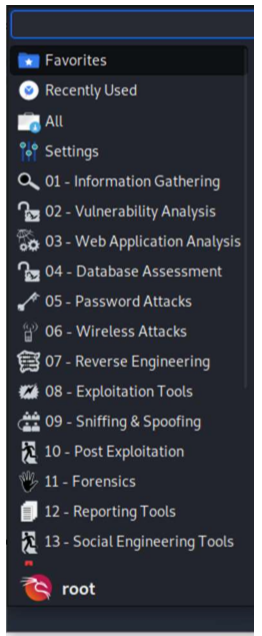 Favorites
Recently Used
All
Settings
01 - Information Gathering
02 - Vulnerability Analysis
03 - Web Application Analysis
04 - Database Assessment
05 - Password Attacks
06 - Wireless Attacks
07 - Reverse Engineering
08 - Exploitation Tools
09 - Sniffing & Spoofing
10 - Post Exploitation
11 - Forensics
12 - Reporting Tools
13 - Social Engineering Tools
root